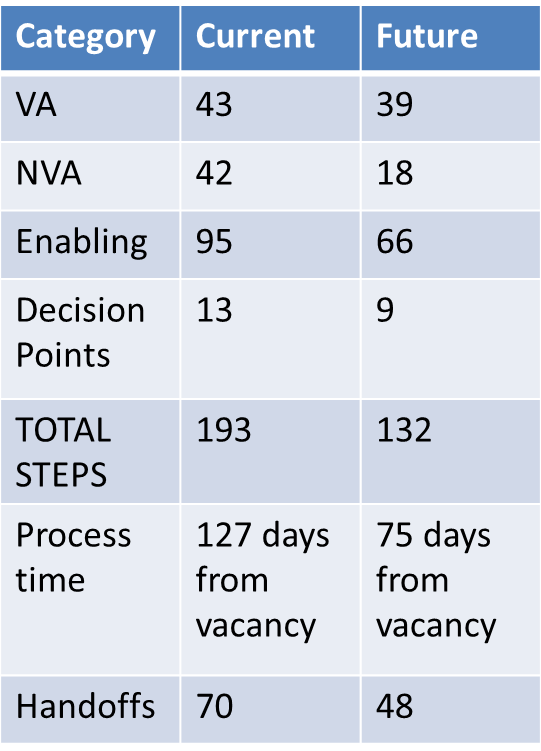 Category Current Future
VA 43 39
NVA 42 18
Enabling 95 66
Decision Points 13 9
TOTAL STEPS 193 132
Process time 127 days from vacancy 75 days from vacancy
Handoffs 70 48